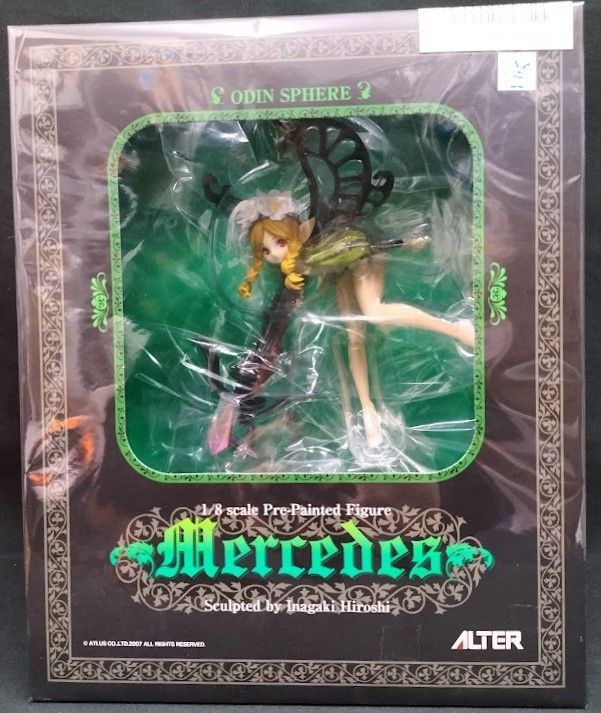 ODIN SPHERE
1/8 scale Pre-Painted Figure
Mercedes
Sculpted by Inagaki Hiroshi
© ATLUS CO.,LTD.2007 ALL RIGHTS RESERVED.
ALTER